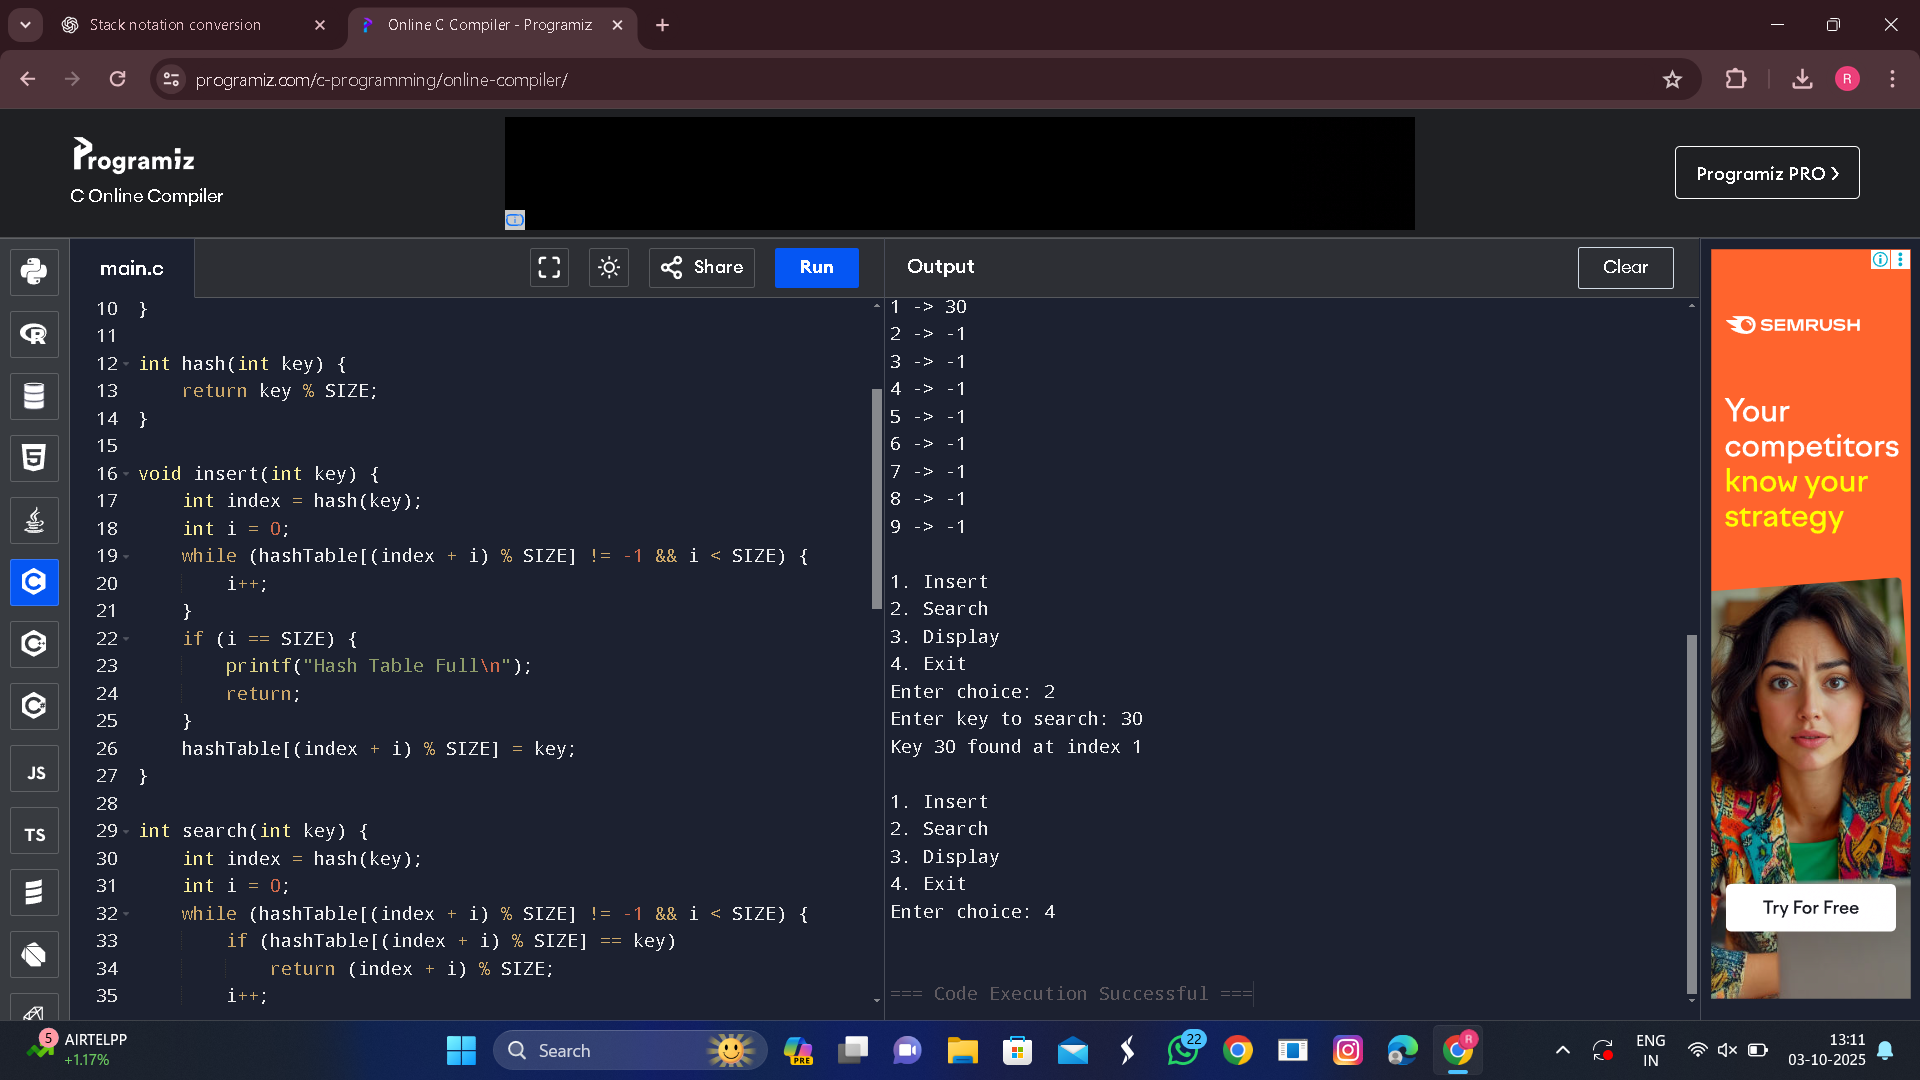 Stack notation conversion
Online C Compiler - Programiz
programiz.com/c-programming/online-compiler/
R
Programiz
C Online Compiler
Programiz PRO
main.c
Share
Run
Output
Clear
10 }
11
12 int hash(int key) {
13     return key % SIZE;
14 }
15
16 void insert(int key) {
17     int index = hash(key);
18     int i = 0;
19     while (hashTable[(index + i) % SIZE] != -1 && i < SIZE) {
20         i++;
21     }
22     if (i == SIZE) {
23         printf("Hash Table Full\n");
24         return;
25     }
26     hashTable[(index + i) % SIZE] = key;
27 }
28
29 int search(int key) {
30     int index = hash(key);
31     int i = 0;
32     while (hashTable[(index + i) % SIZE] != -1 && i < SIZE) {
33         if (hashTable[(index + i) % SIZE] == key)
34             return (index + i) % SIZE;
35         i++;
1 -> 30
2 -> -1
3 -> -1
4 -> -1
5 -> -1
6 -> -1
7 -> -1
8 -> -1
9 -> -1
1. Insert
2. Search
3. Display
4. Exit
Enter choice: 2
Enter key to search: 30
Key 30 found at index 1
1. Insert
2. Search
3. Display
4. Exit
Enter choice: 4
=== Code Execution Successful ===
JS
TS
SEMRUSH
Your
competitors
know your
strategy
Try For Free
5
AIRTELPP
+1.17%
Search
PRE
22
R
ENG
IN
13:11
03-10-2025